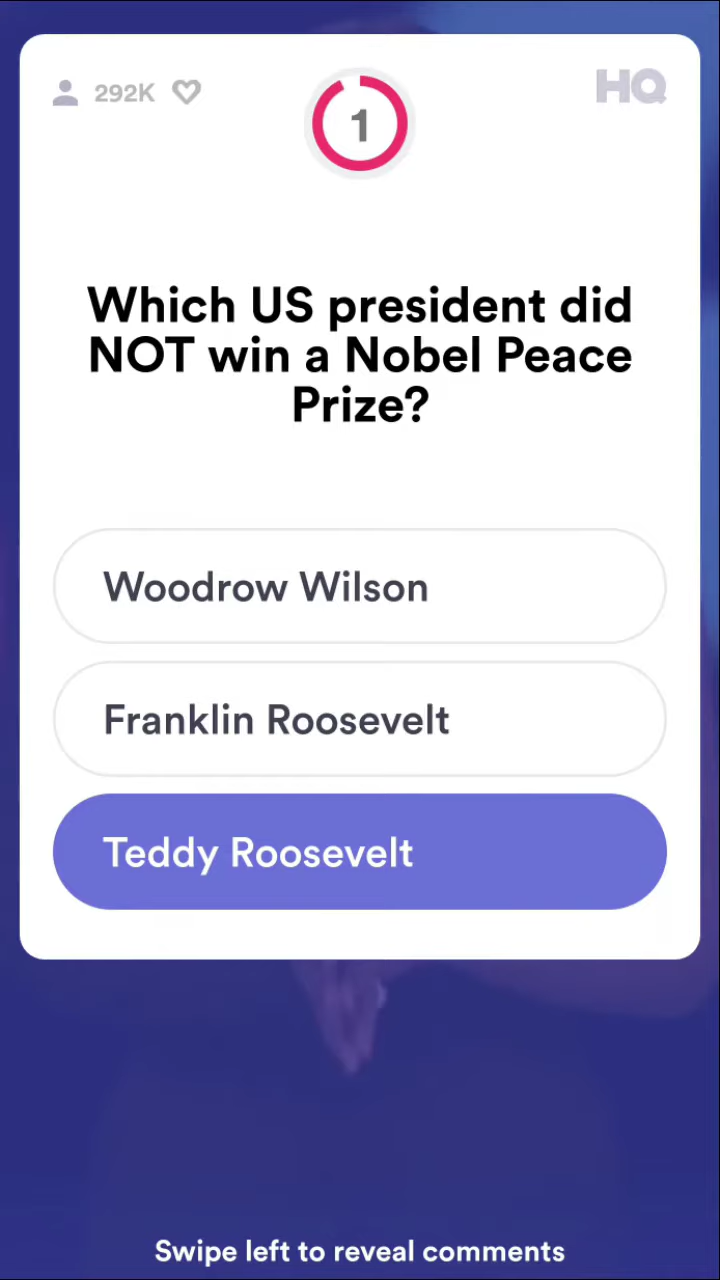 292K
HQ
1
Which US president did
NOT win a Nobel Peace
Prize?
Woodrow Wilson
Franklin Roosevelt
Teddy Roosevelt
Swipe left to reveal comments